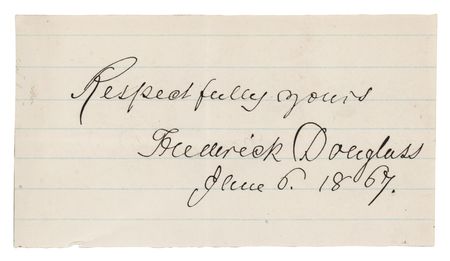 Respectfully yours
Frederick Douglass
June 6. 1867.